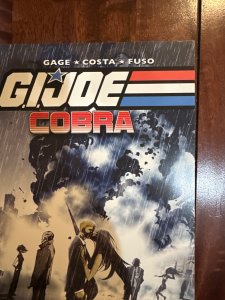 GAGE ★ COSTA ★ FUSO
G.I. JOE
COBRA